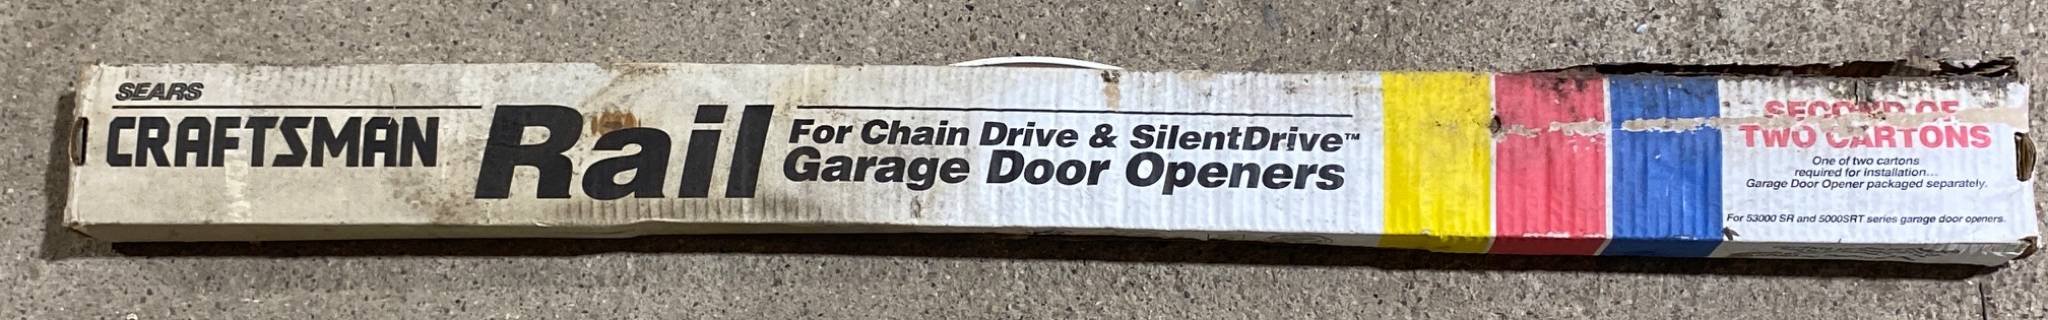 SEARS
CRAFTSMAN
Rail
For Chain Drive & SilentDrive™
Garage Door Openers
SECOND OF
TWO CARTONS
One of two cartons
required for installation...
Garage Door Opener packaged separately.
For 53000 SR and 5000SRT series garage door openers.